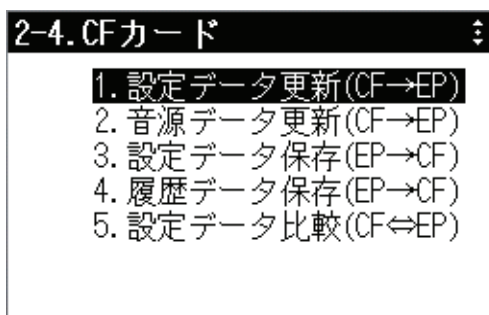 2-4.CFカード
1.設定データ更新(CF→EP)
2.音源データ更新(CF→EP)
3.設定データ保存(EP→CF)
4.履歴データ保存(EP→CF)
5.設定データ比較(CF⇔EP)